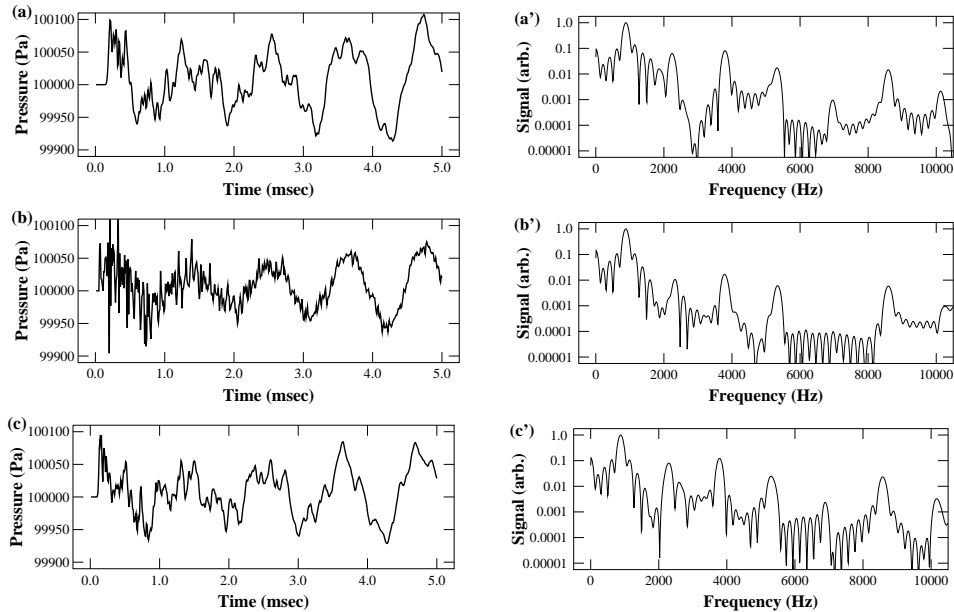 (a)
Pressure (Pa)
100100
100050
100000
99950
99900
0.0 1.0 2.0 3.0 4.0 5.0
Time (msec)
(a')
Signal (arb.)
1.0
0.1
0.01
0.001
0.0001
0.00001
0 2000 4000 6000 8000 10000
Frequency (Hz)
(b)
Pressure (Pa)
100100
100050
100000
99950
99900
0.0 1.0 2.0 3.0 4.0 5.0
Time (msec)
(b')
Signal (arb.)
1.0
0.1
0.01
0.001
0.0001
0.00001
0 2000 4000 6000 8000 10000
Frequency (Hz)
(c)
Pressure (Pa)
100100
100050
100000
99950
99900
0.0 1.0 2.0 3.0 4.0 5.0
Time (msec)
(c')
Signal (arb.)
1.0
0.1
0.01
0.001
0.0001
0 2000 4000 6000 8000 10000
Frequency (Hz)